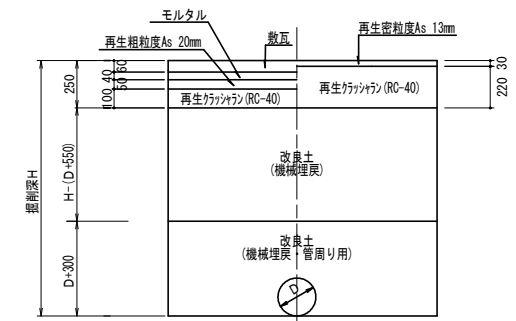 モルタル
再生粗粒度As 20mm
敷瓦
再生密粒度As 13mm
60
40
50
100
250
30
220
再生クラッシャラン(RC-40)
再生クラッシャラン(RC-40)
掘削深H
H-(D+550)
改良土
(機械埋戻)
D+300
改良土
(機械埋戻・管周り用)
D